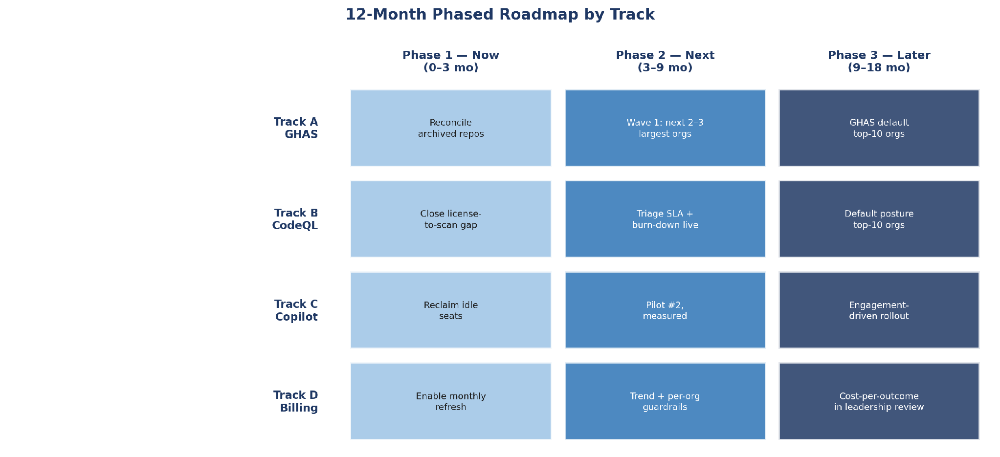 12-Month Phased Roadmap by Track
Phase 1 — Now
(0–3 mo)
Phase 2 — Next
(3–9 mo)
Phase 3 — Later
(9–18 mo)
Track A
GHAS
Reconcile
archived repos
Wave 1: next 2–3
largest orgs
GHAS default
top-10 orgs
Track B
CodeQL
Close license-
to-scan gap
Triage SLA +
burn-down live
Default posture
top-10 orgs
Track C
Copilot
Reclaim idle
seats
Pilot #2,
measured
Engagement-
driven rollout
Track D
Billing
Enable monthly
refresh
Trend + per-org
guardrails
Cost-per-outcome
in leadership review